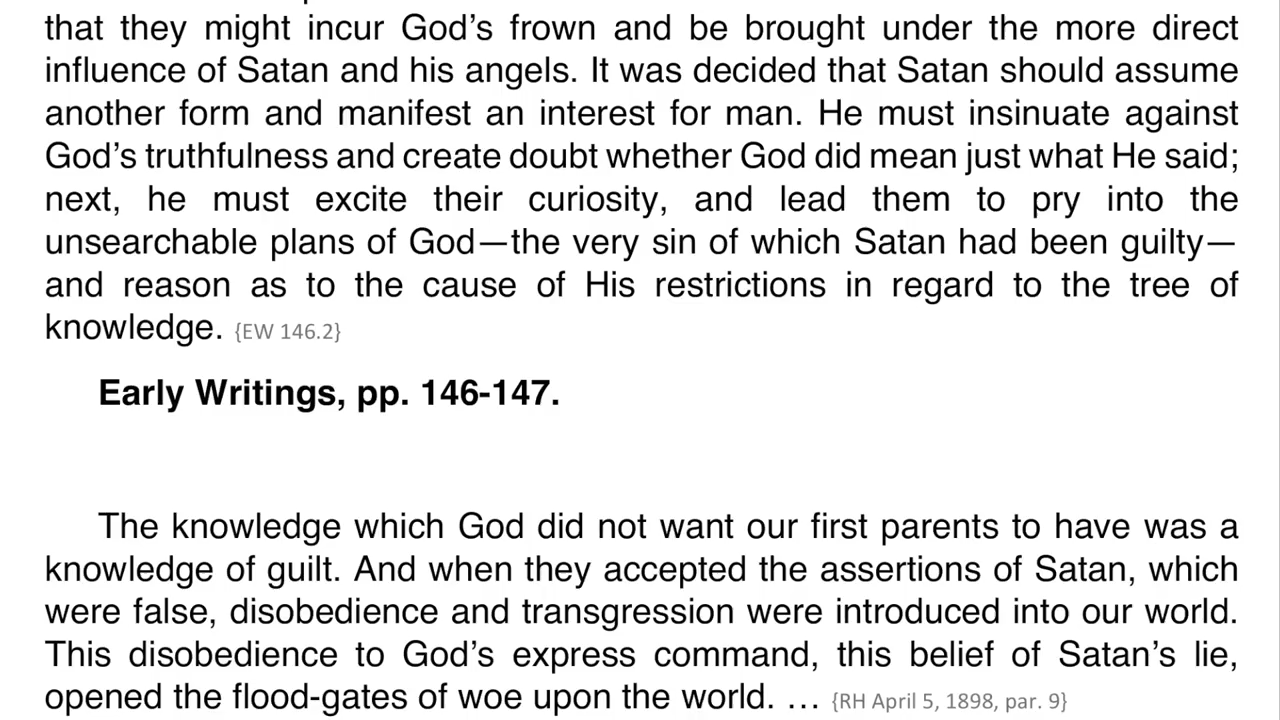 that they might incur God’s frown and be brought under the more direct
influence of Satan and his angels. It was decided that Satan should assume
another form and manifest an interest for man. He must insinuate against
God’s truthfulness and create doubt whether God did mean just what He said;
next, he must excite their curiosity, and lead them to pry into the
unsearchable plans of God—the very sin of which Satan had been guilty—
and reason as to the cause of His restrictions in regard to the tree of
knowledge. {EW 146.2}
Early Writings, pp. 146-147.
The knowledge which God did not want our first parents to have was a
knowledge of guilt. And when they accepted the assertions of Satan, which
were false, disobedience and transgression were introduced into our world.
This disobedience to God’s express command, this belief of Satan’s lie,
opened the flood-gates of woe upon the world. … {RH April 5, 1898, par. 9}